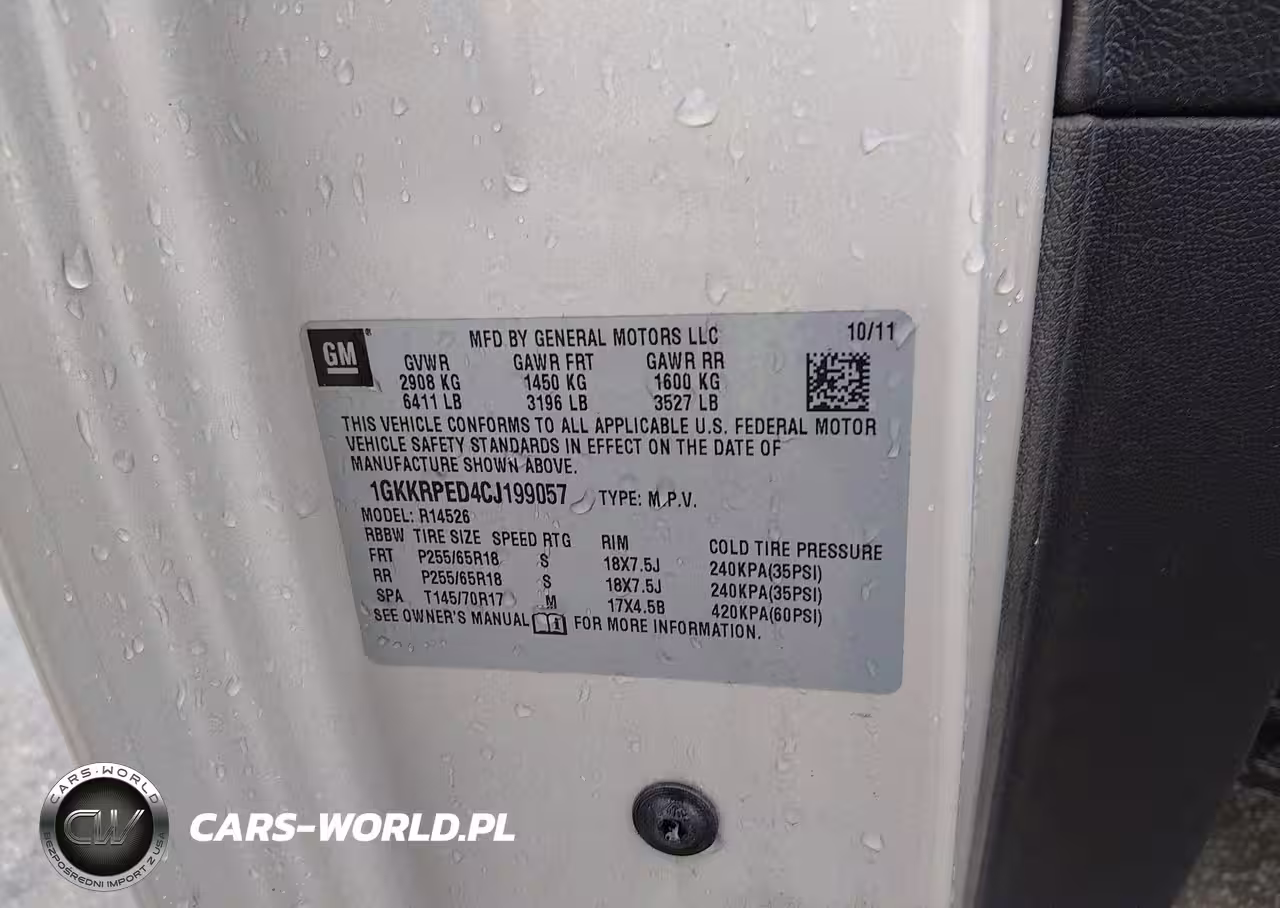 GM
MFD BY GENERAL MOTORS LLC 10/11
GVWR GAWR FRT GAWR RR
2908 KG 1450 KG 1600 KG
6411 LB 3196 LB 3527 LB
THIS VEHICLE CONFORMS TO ALL APPLICABLE U.S. FEDERAL MOTOR
VEHICLE SAFETY STANDARDS IN EFFECT ON THE DATE OF
MANUFACTURE SHOWN ABOVE.
1GKKRPED4CJ199057 TYPE: M.P.V.
MODEL: R14526
RBBW TIRE SIZE SPEED RTG RIM COLD TIRE PRESSURE
FRT P255/65R18 S 18X7.5J 240KPA(35PSI)
RR P255/65R18 S 18X7.5J 240KPA(35PSI)
SPA T145/70R17 M 17X4.5B 420KPA(60PSI)
SEE OWNER'S MANUAL FOR MORE INFORMATION.
CARS-WORLD
CW
BEZPOŚREDNI IMPORT Z USA
CARS-WORLD.PL